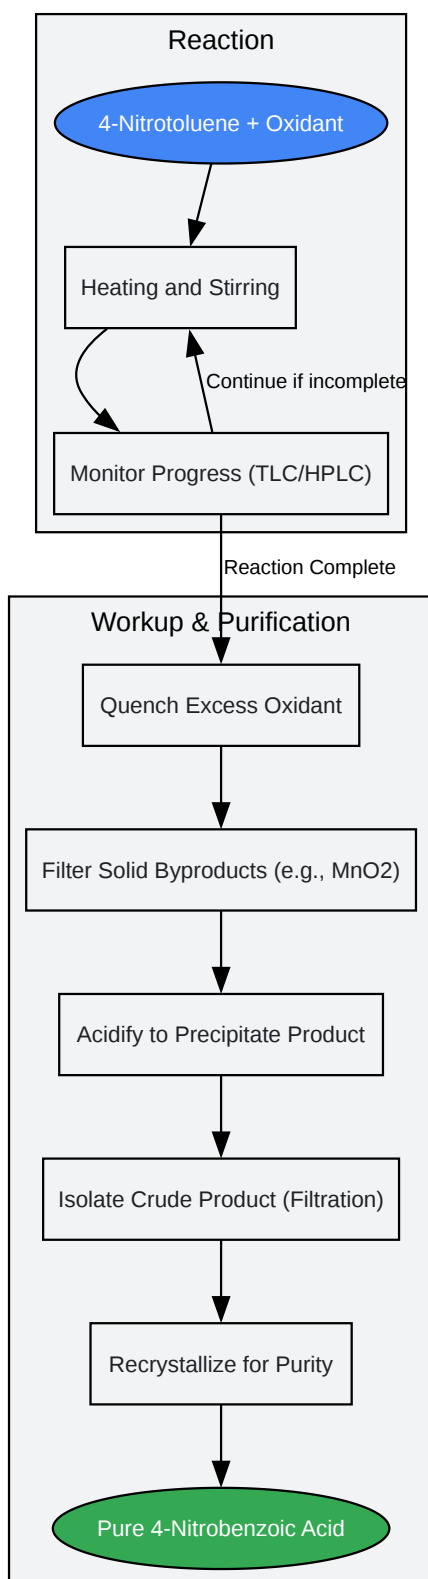 Reaction
4-Nitrotoluene + Oxidant
Heating and Stirring
Continue if incomplete
Monitor Progress (TLC/HPLC)
Reaction Complete
Workup & Purification
Quench Excess Oxidant
Filter Solid Byproducts (e.g., MnO2)
Acidify to Precipitate Product
Isolate Crude Product (Filtration)
Recrystallize for Purity
Pure 4-Nitrobenzoic Acid